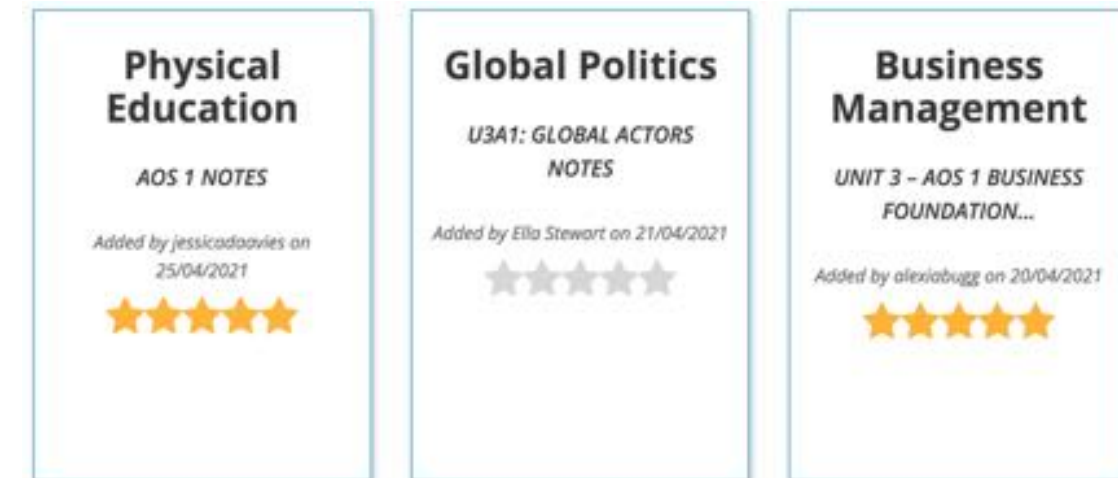 Physical
Education
AOS 1 NOTES
Added by jessicadaavies on
25/04/2021
Global Politics
U3A1: GLOBAL ACTORS
NOTES
Added by Ella Stewart on 21/04/2021
Business
Management
UNIT 3 – AOS 1 BUSINESS
FOUNDATION...
Added by alexiabugg on 20/04/2021